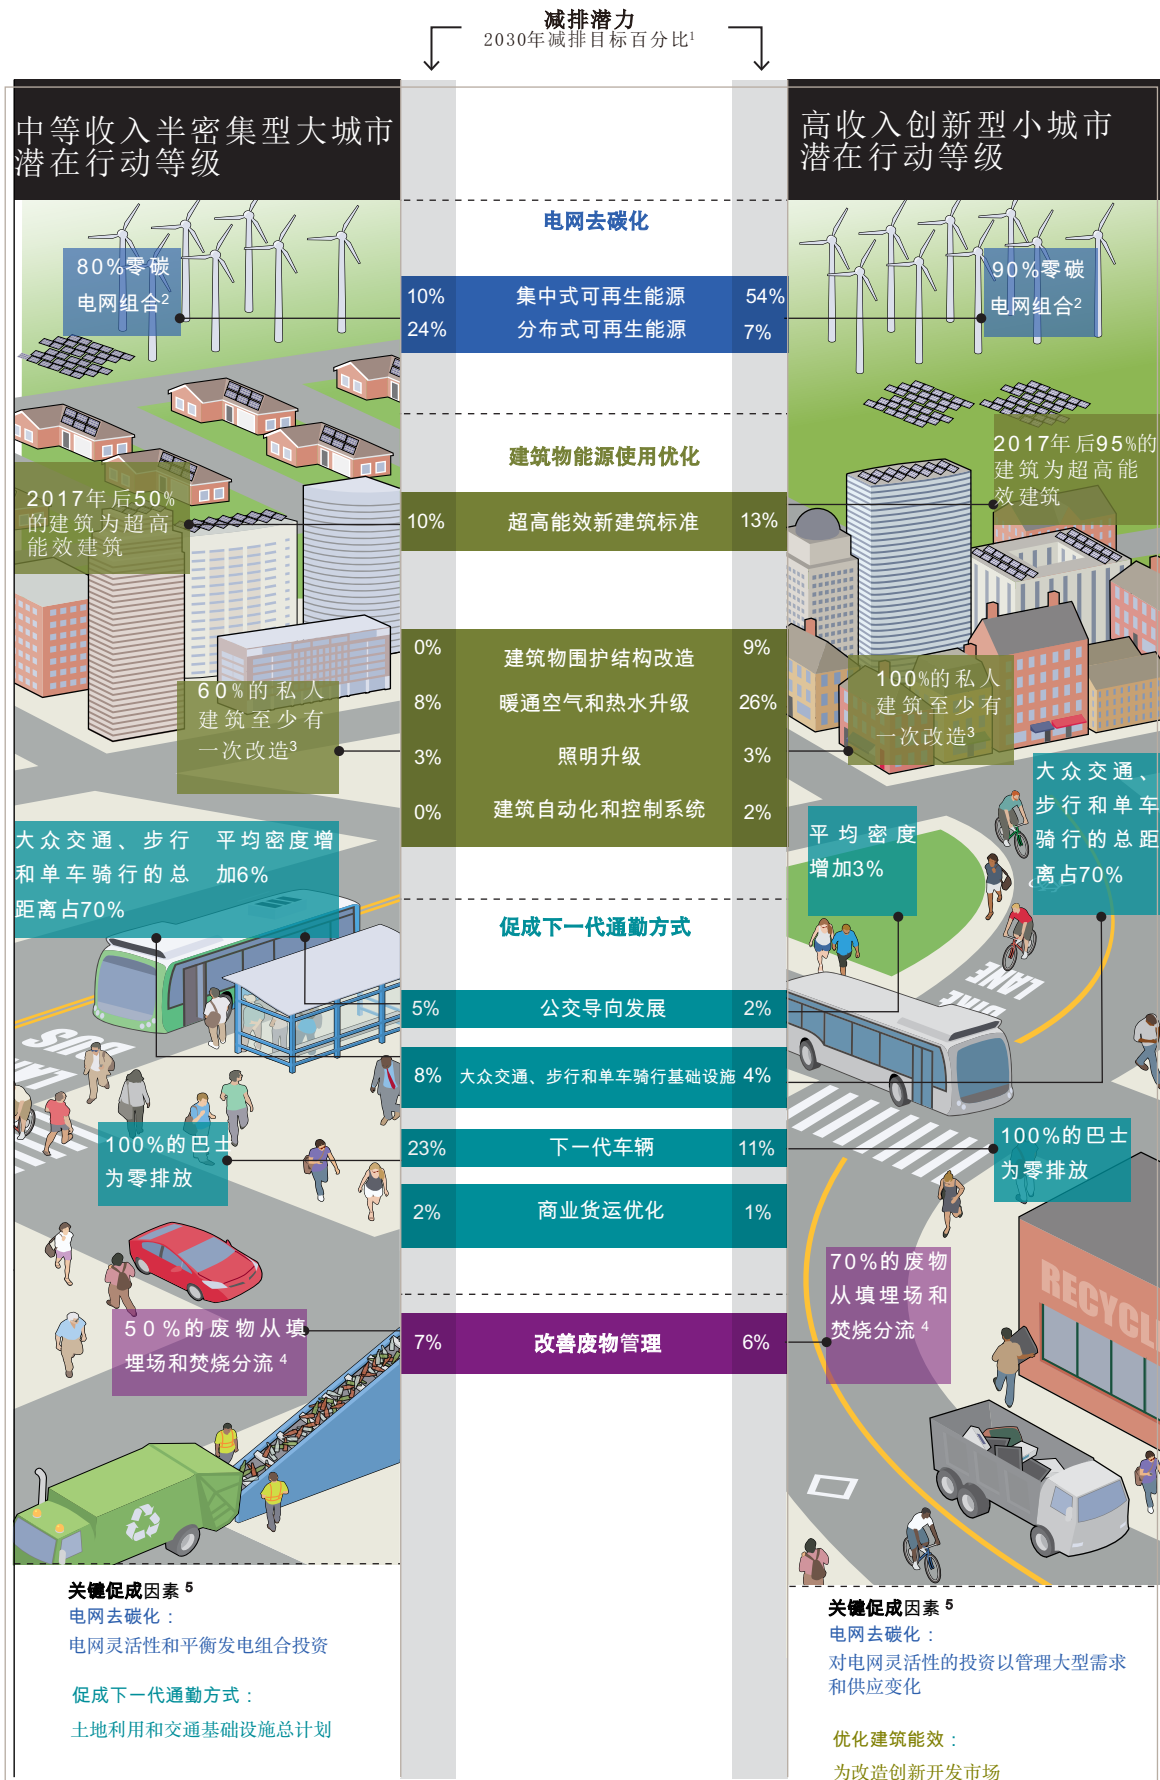 减排潜力
2030年减排目标百分比1
中等收入半密集型大城市
潜在行动等级
高收入创新型小城市
潜在行动等级
电网去碳化
80%零碳
电网组合2
90%零碳
电网组合2
10% 集中式可再生能源 54%
24% 分布式可再生能源 7%
建筑物能源使用优化
2017年后50%
的建筑为超高
能效建筑
2017年后95%的
建筑为超高能
效建筑
10% 超高能效新建筑标准 13%
0% 建筑物围护结构改造 9%
8% 暖通空气和热水升级 26%
3% 照明升级 3%
0% 建筑自动化和控制系统 2%
60%的私人
建筑至少有
一次改造3
100%的私人
建筑至少有
一次改造3
大众交通、步行
和单车骑行的总
距离占70%
平均密度增
加6%
平均密度
增加3%
大众交通、
步行和单车
骑行的总距
离占70%
促成下一代通勤方式
5% 公交导向发展 2%
8% 大众交通、步行和单车骑行基础设施 4%
23% 下一代车辆 11%
2% 商业货运优化 1%
BUS
LANE
100%的巴士
为零排放
100%的巴士
为零排放
50%的废物从填
埋场和焚烧分流 4
70%的废物
从填埋场和
焚烧分流 4
7% 改善废物管理 6%
RECYCL
关键促成因素 5
电网去碳化：
电网灵活性和平衡发电组合投资
促成下一代通勤方式：
土地利用和交通基础设施总计划
关键促成因素 5
电网去碳化：
对电网灵活性的投资以管理大型需求
和供应变化
优化建筑能效：
为改造创新开发市场